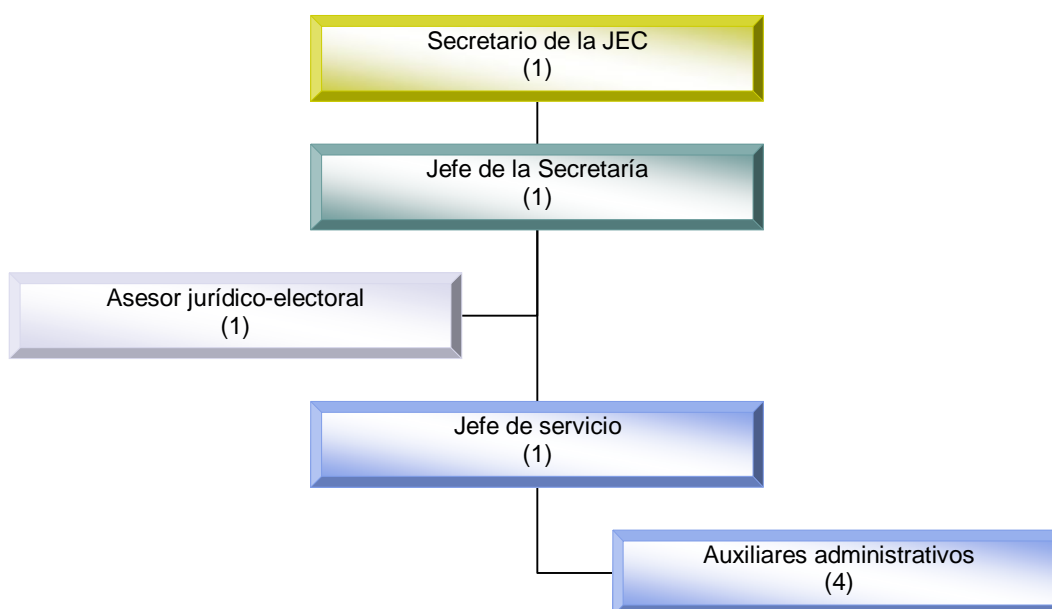 Secretario de la JEC
(1)
Jefe de la Secretaría
(1)
Asesor jurídico-electoral
(1)
Jefe de servicio
(1)
Auxiliares administrativos
(4)